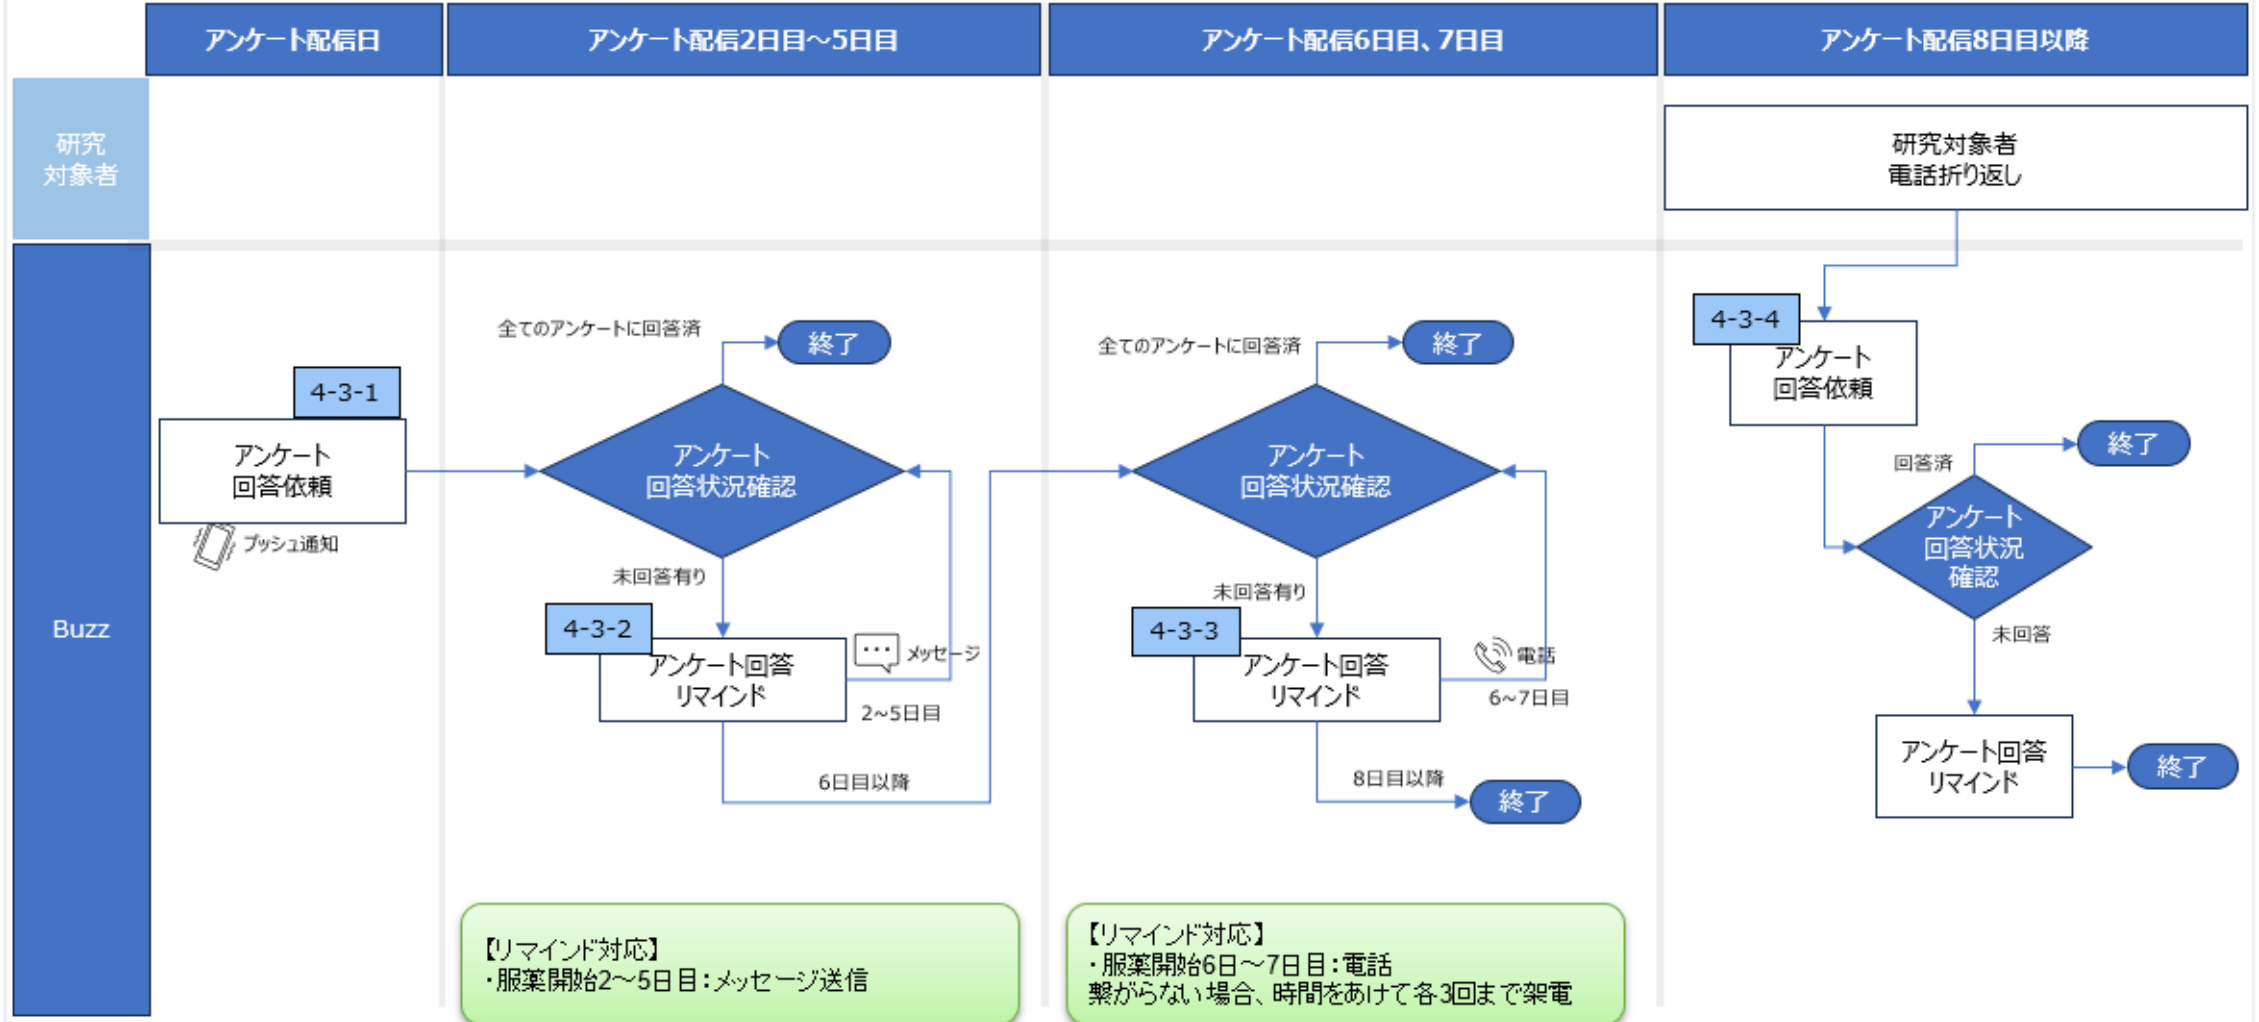 アンケート配信日
アンケート配信2日目～5日目
アンケート配信6日目、7日目
アンケート配信8日目以降
研究
対象者
研究対象者
電話折り返し
Buzz
4-3-1
アンケート
回答依頼
プッシュ通知
全てのアンケートに回答済
終了
アンケート
回答状況確認
未回答有り
4-3-2
アンケート回答
リマインド
メッセージ
2~5日目
6日目以降
【リマインド対応】
・服薬開始2～5日目：メッセージ送信
全てのアンケートに回答済
終了
アンケート
回答状況確認
未回答有り
4-3-3
アンケート回答
リマインド
電話
6~7日目
8日目以降
終了
【リマインド対応】
・服薬開始6日～7日目：電話
繋がらない場合、時間をあけて各3回まで架電
4-3-4
アンケート
回答依頼
回答済
終了
アンケート
回答状況
確認
未回答
アンケート回答
リマインド
終了